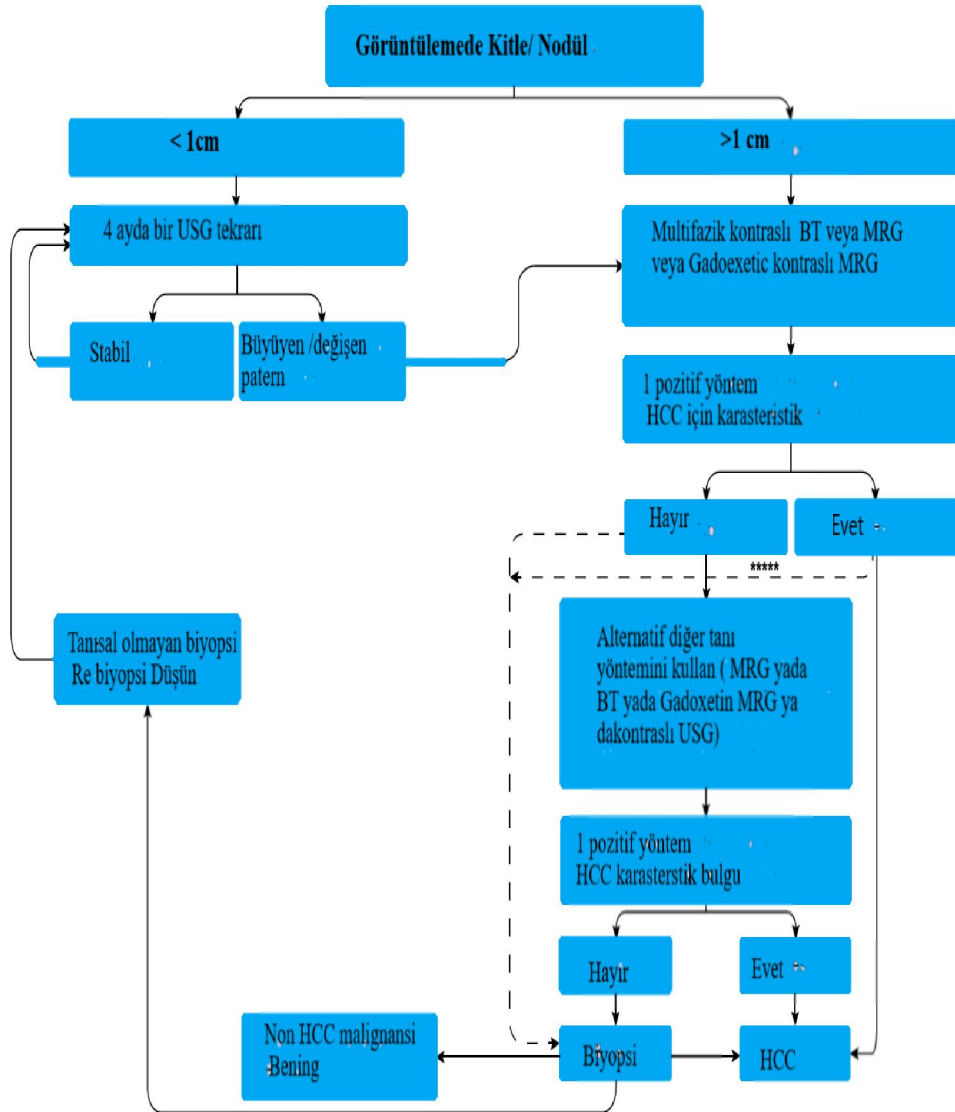 Görüntülemede Kitle/ Nodül
< 1cm
>1 cm
4 ayda bir USG tekrarı
Multifazik kontraslı BT veya MRG
veya Gadoexetic kontraslı MRG
Stabil
Büyüyen /değişen
patern
1 pozitif yöntem
HCC için karasteristik
Hayır
Evet
*****
Alternatif diğer tanı
yöntemini kullan ( MRG yada
BT yada Gadoxetin MRG ya
dakontraslı USG)
Tanısal olmayan biyopsi
Re biyopsi Düşün
1 pozitif yöntem
HCC karasterstik bulgu
Hayır
Evet
Non HCC malignansi
Bening
Biyopsi
HCC